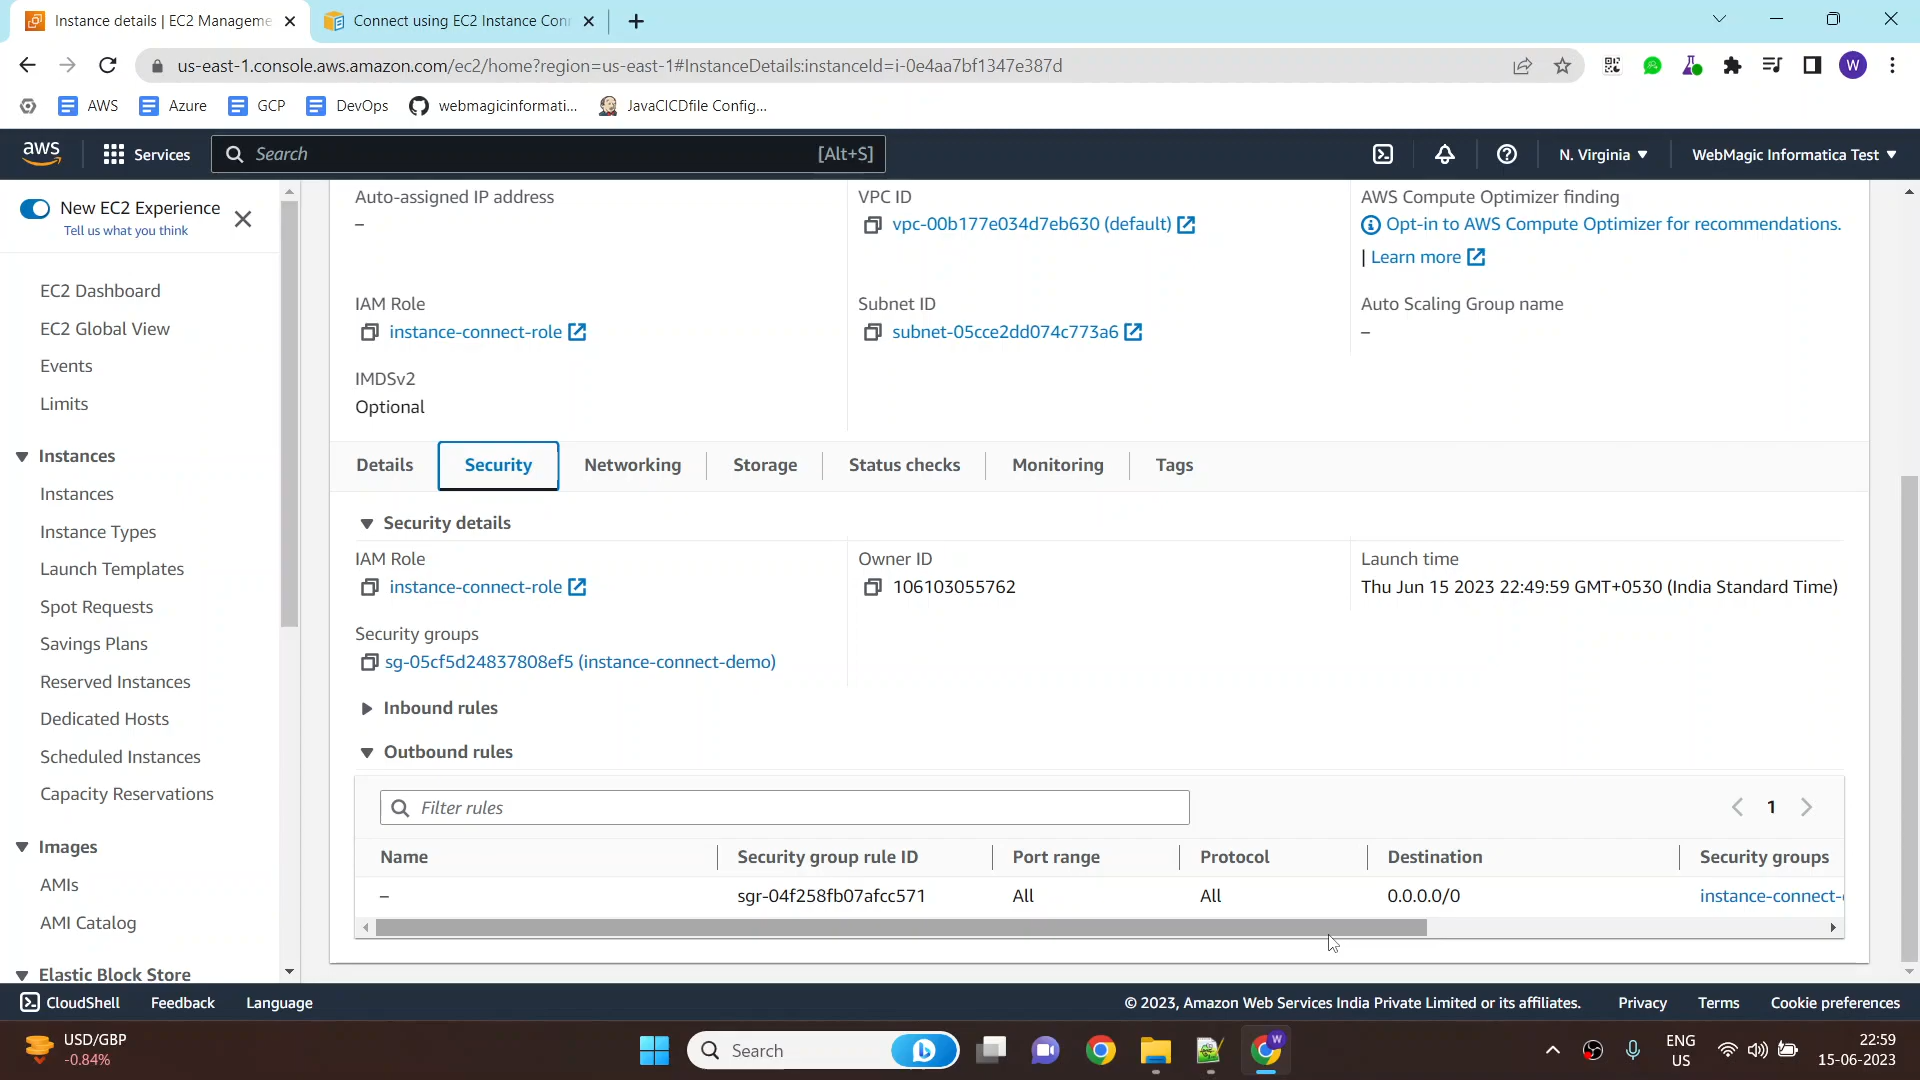 Instance details | EC2 Manageme
Connect using EC2 Instance Con
us-east-1.console.aws.amazon.com/ec2/home?region=us-east-1#InstanceDetails:instanceId=i-0e4aa7bf1347e387d
W
AWS
Azure
GCP
DevOps
webmagicinformati...
JavaCICDfile Config...
aws
Services
Search
[Alt+S]
N. Virginia
WebMagic Informatica Test
New EC2 Experience
Tell us what you think
EC2 Dashboard
EC2 Global View
Events
Limits
Instances
Instances
Instance Types
Launch Templates
Spot Requests
Savings Plans
Reserved Instances
Dedicated Hosts
Scheduled Instances
Capacity Reservations
Images
AMIs
AMI Catalog
Elastic Block Store
Auto-assigned IP address
–
VPC ID
vpc-00b177e034d7eb630 (default)
AWS Compute Optimizer finding
Opt-in to AWS Compute Optimizer for recommendations.
| Learn more
IAM Role
instance-connect-role
Subnet ID
subnet-05cce2dd074c773a6
Auto Scaling Group name
–
IMDSv2
Optional
Details
Security
Networking
Storage
Status checks
Monitoring
Tags
Security details
IAM Role
instance-connect-role
Owner ID
106103055762
Launch time
Thu Jun 15 2023 22:49:59 GMT+0530 (India Standard Time)
Security groups
sg-05cf5d24837808ef5 (instance-connect-demo)
Inbound rules
Outbound rules
Filter rules
1
Name
Security group rule ID
Port range
Protocol
Destination
Security groups
–
sgr-04f258fb07afcc571
All
All
0.0.0.0/0
instance-connect-
CloudShell
Feedback
Language
© 2023, Amazon Web Services India Private Limited or its affiliates.
Privacy
Terms
Cookie preferences
USD/GBP
-0.84%
Search
W
ENG
US
22:59
15-06-2023